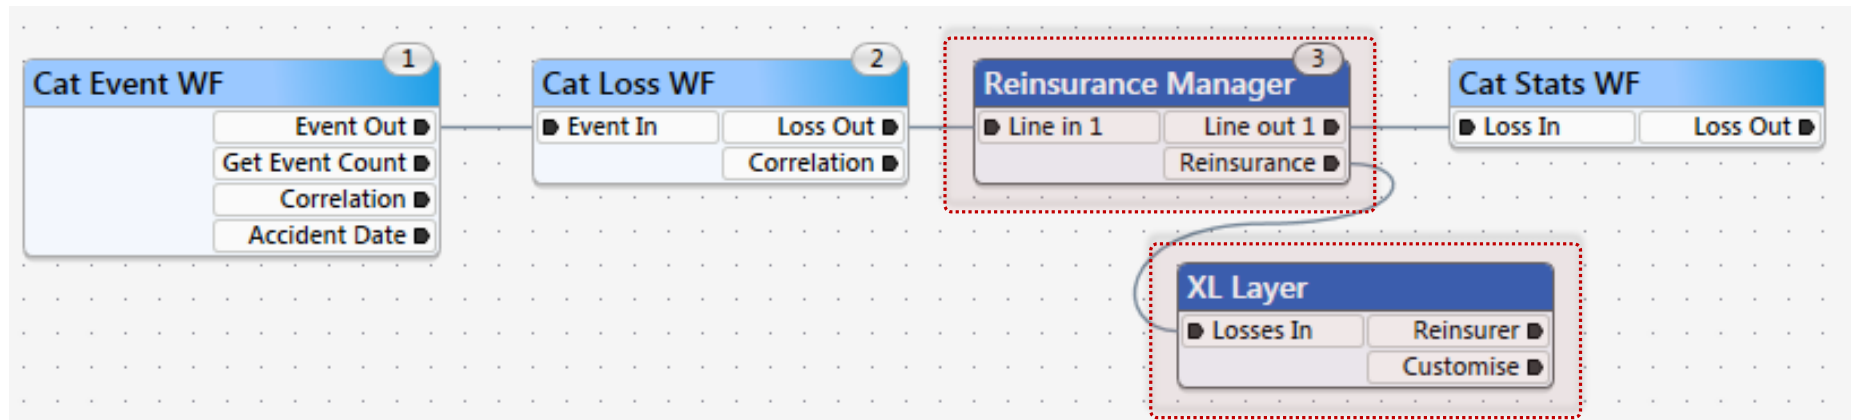 1
Cat Event WF
Event Out
Get Event Count
Correlation
Accident Date
2
Cat Loss WF
Event In
Loss Out
Correlation
3
Reinsurance Manager
Line in 1
Line out 1
Reinsurance
Cat Stats WF
Loss In
Loss Out
XL Layer
Losses In
Reinsurer
Customise